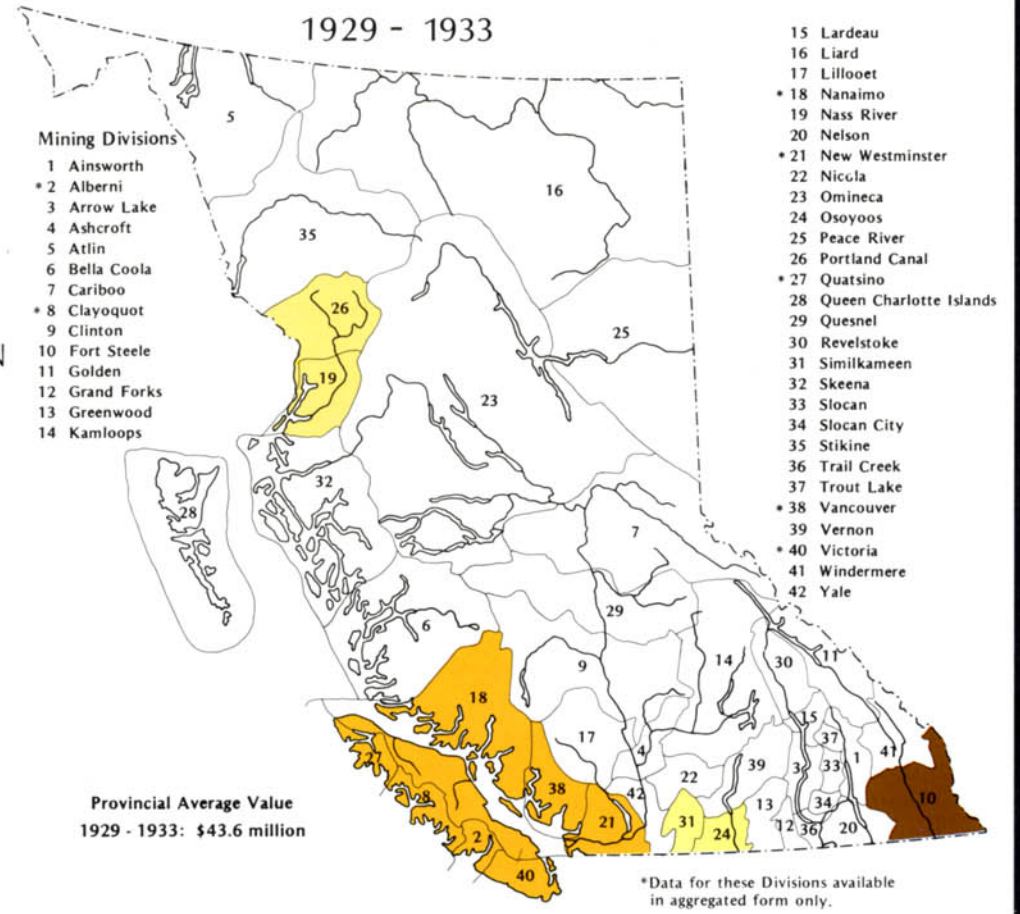 1929 - 1933
Mining Divisions
1 Ainsworth
* 2 Alberni
3 Arrow Lake
4 Ashcroft
5 Atlin
6 Bella Coola
7 Cariboo
* 8 Clayoquot
9 Clinton
10 Fort Steele
11 Golden
12 Grand Forks
13 Greenwood
14 Kamloops
15 Lardeau
16 Liard
17 Lillooet
* 18 Nanaimo
19 Nass River
20 Nelson
* 21 New Westminster
22 Nicola
23 Omineca
24 Osoyoos
25 Peace River
26 Portland Canal
* 27 Quatsino
28 Queen Charlotte Islands
29 Quesnel
30 Revelstoke
31 Similkameen
32 Skeena
33 Slocan
34 Slocan City
35 Stikine
36 Trail Creek
37 Trout Lake
* 38 Vancouver
39 Vernon
* 40 Victoria
41 Windermere
42 Yale
5
16
35
26
25
19
23
32
28
7
29
6
14
30
11
9
18
15
17
37
4
41
27
39
3
33
1
22
38
42
8
10
13
34
31
21
12
36
20
24
2
40
Provincial Average Value
1929 - 1933: $43.6 million
*Data for these Divisions available
in aggregated form only.